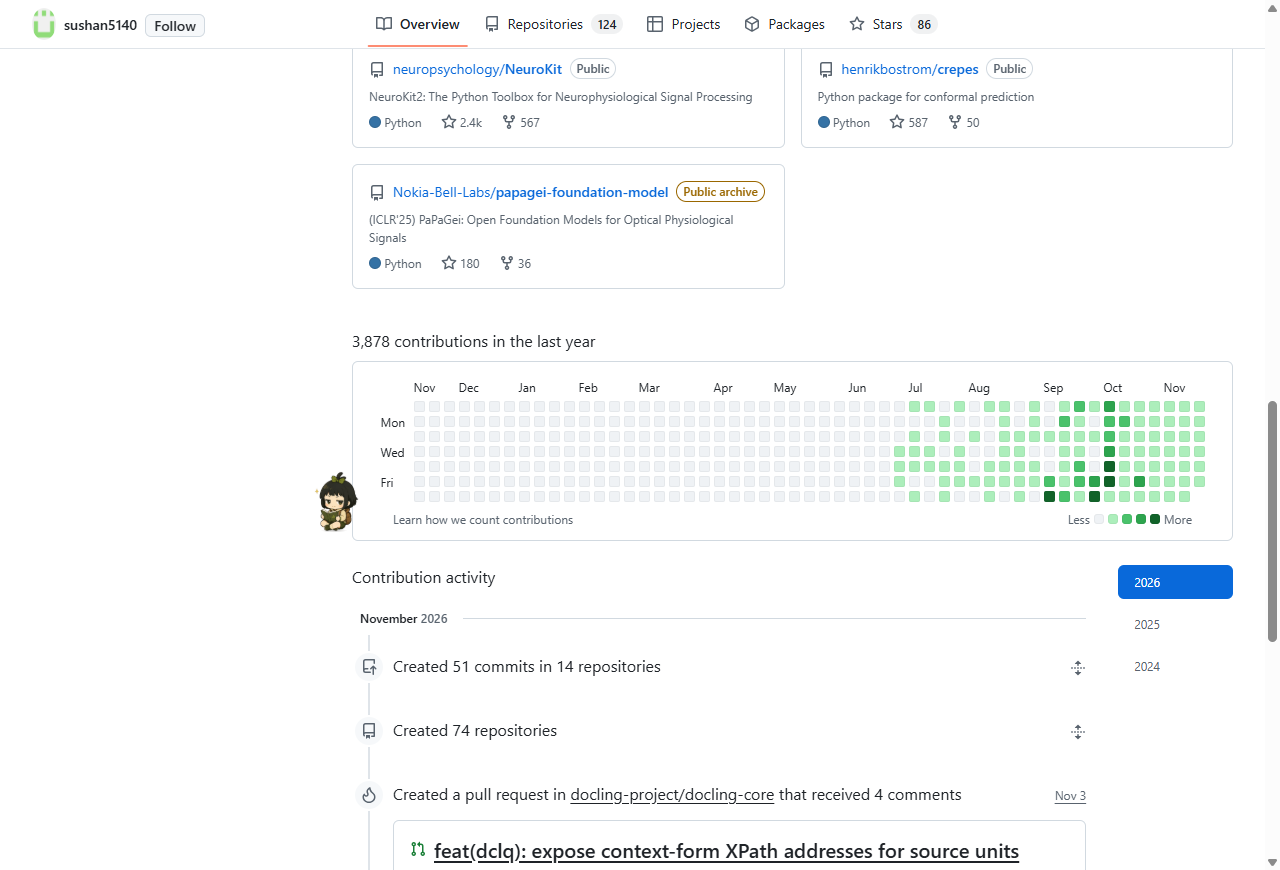 sushan5140 Follow Overview Repositories 124 Projects Packages Stars 86
neuropsychology/NeuroKit Public
NeuroKit2: The Python Toolbox for Neurophysiological Signal Processing
Python 2.4k 567
henrikbostrom/crepes Public
Python package for conformal prediction
Python 587 50
Nokia-Bell-Labs/papagei-foundation-model Public archive
(ICLR'25) PaPaGei: Open Foundation Models for Optical Physiological
Signals
Python 180 36
3,878 contributions in the last year
Nov Dec Jan Feb Mar Apr May Jun Jul Aug Sep Oct Nov
Mon
Wed
Fri
Learn how we count contributions
Less More
Contribution activity
2026
2025
2024
November 2026
Created 51 commits in 14 repositories
Created 74 repositories
Created a pull request in docling-project/docling-core that received 4 comments Nov 3
feat(dclq): expose context-form XPath addresses for source units